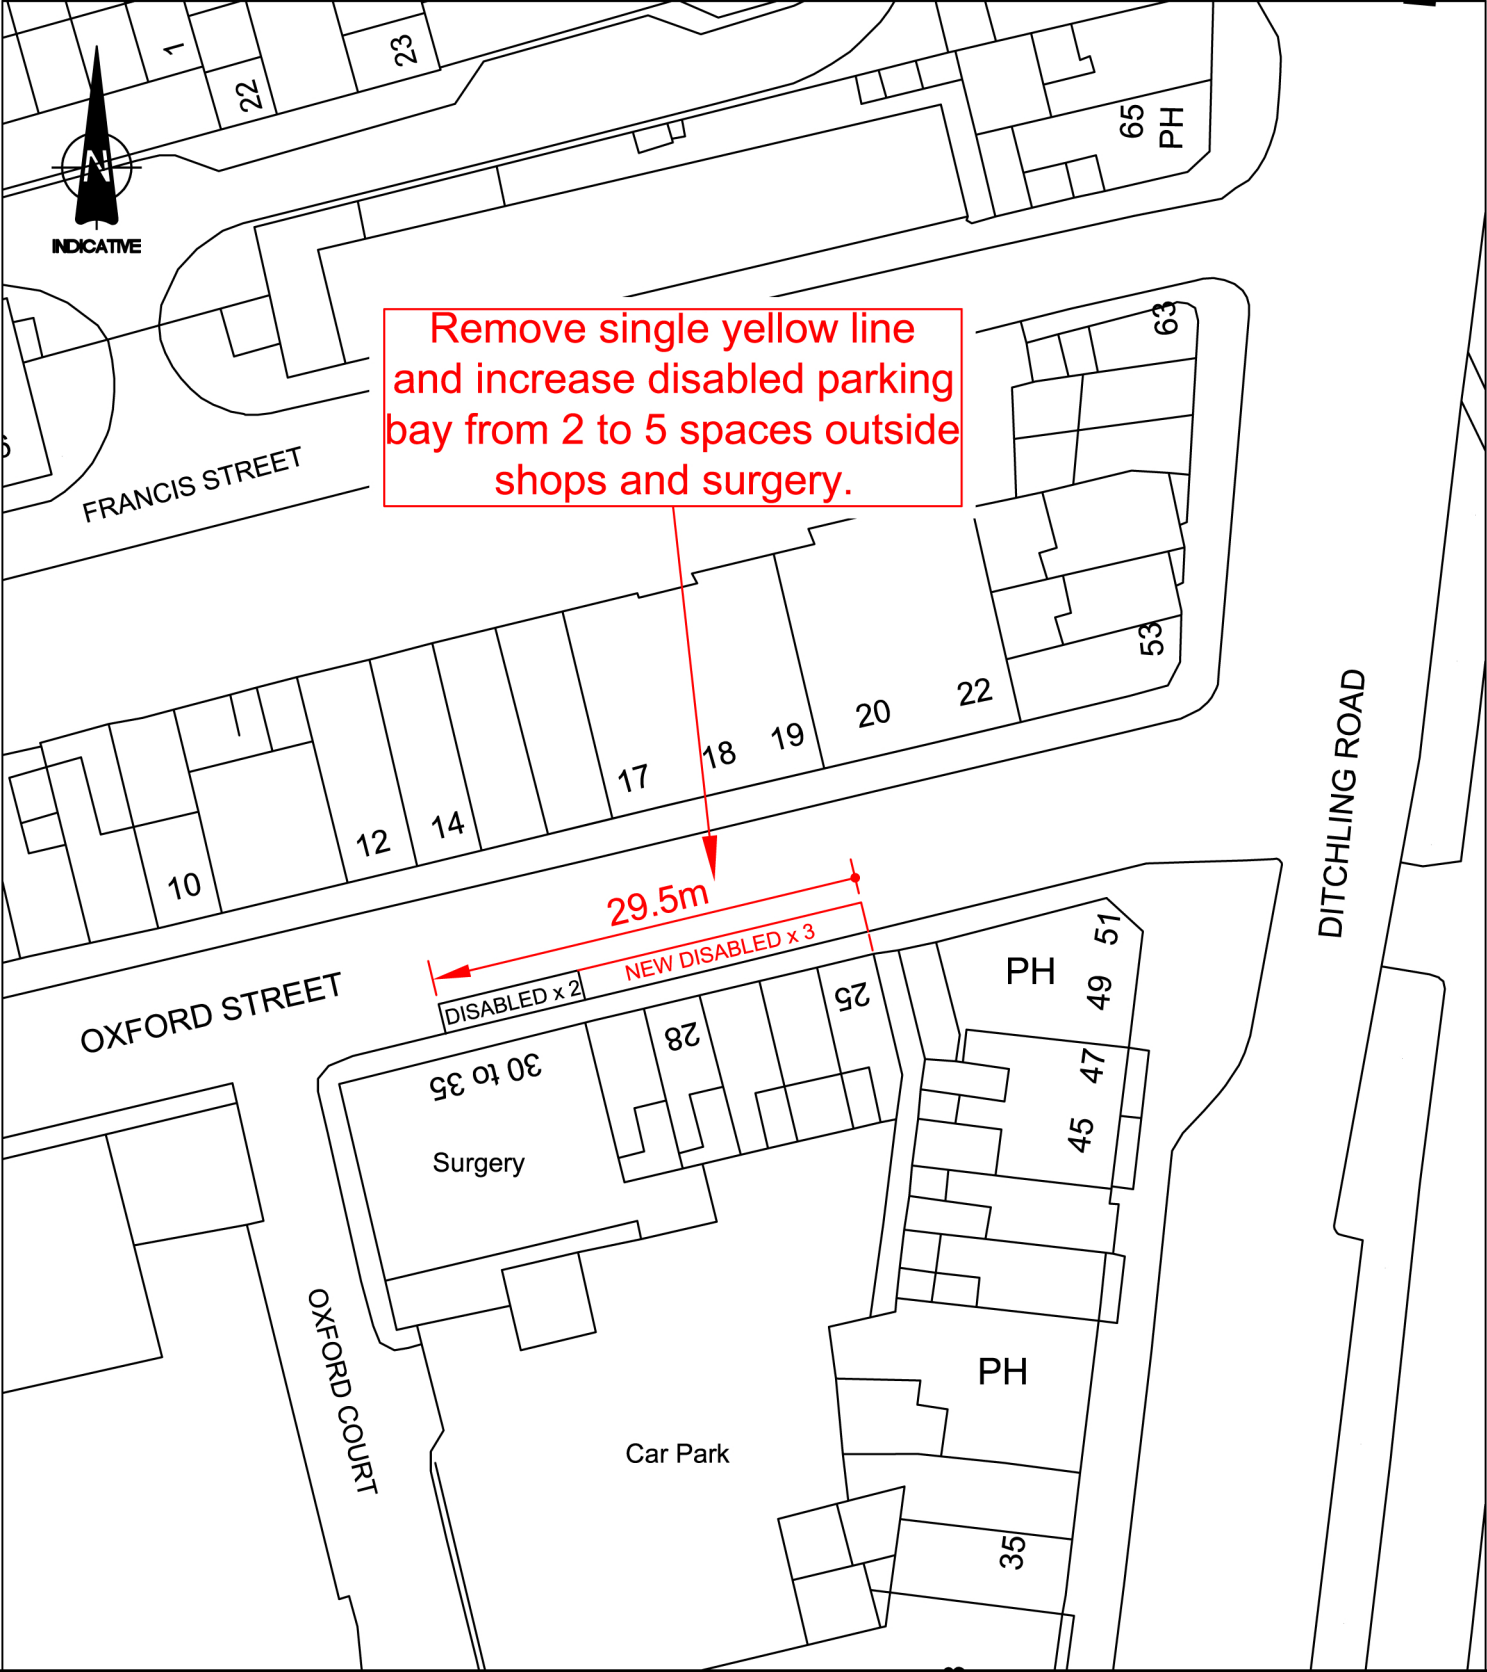 1
23
22
65
PH
N
INDICATIVE
63
Remove single yellow line
and increase disabled parking
bay from 2 to 5 spaces outside
shops and surgery.
FRANCIS STREET
53
22
20
19
18
17
14
12
10
DITCHLING ROAD
29.5m
NEW DISABLED x 3
DISABLED x 2
OXFORD STREET
51
PH
49
25
28
47
30 to 35
45
Surgery
OXFORD COURT
PH
Car Park
35